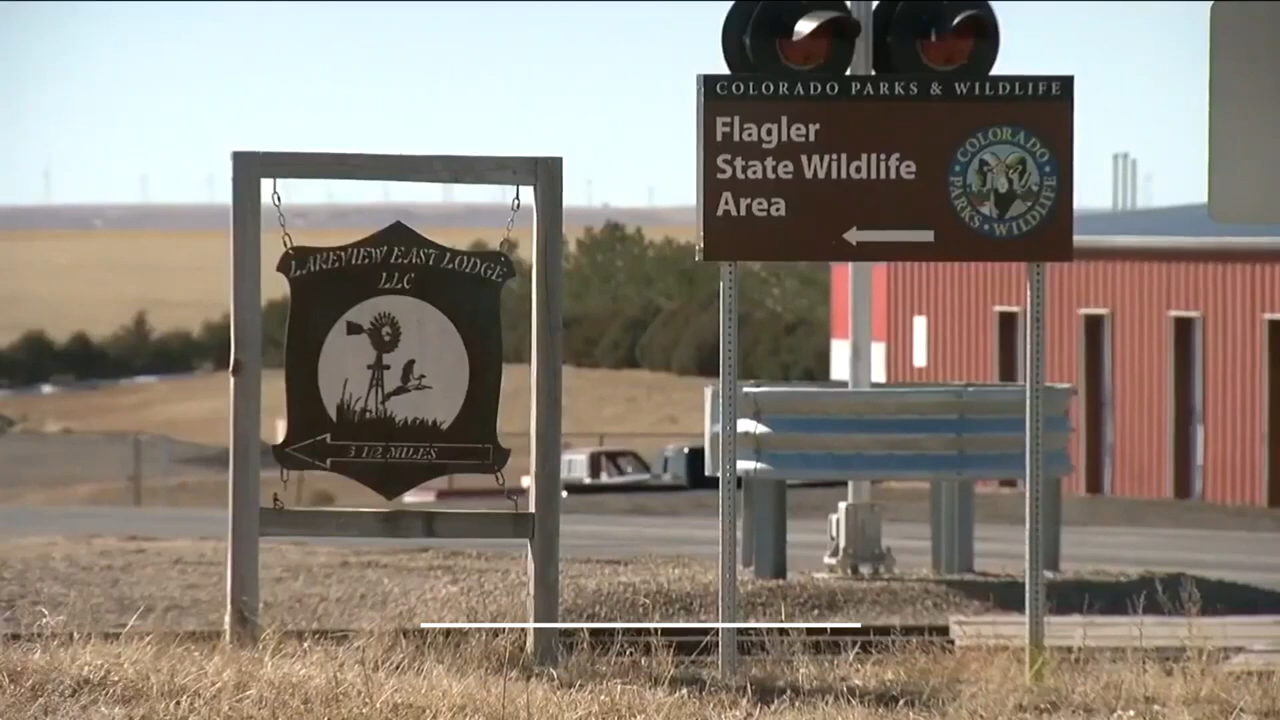 LAKEVIEW EAST LODGE
LLC
3 1/2 MILES
COLORADO PARKS & WILDLIFE
Flagler
State Wildlife
Area
COLORADO
PARKS • WILDLIFE